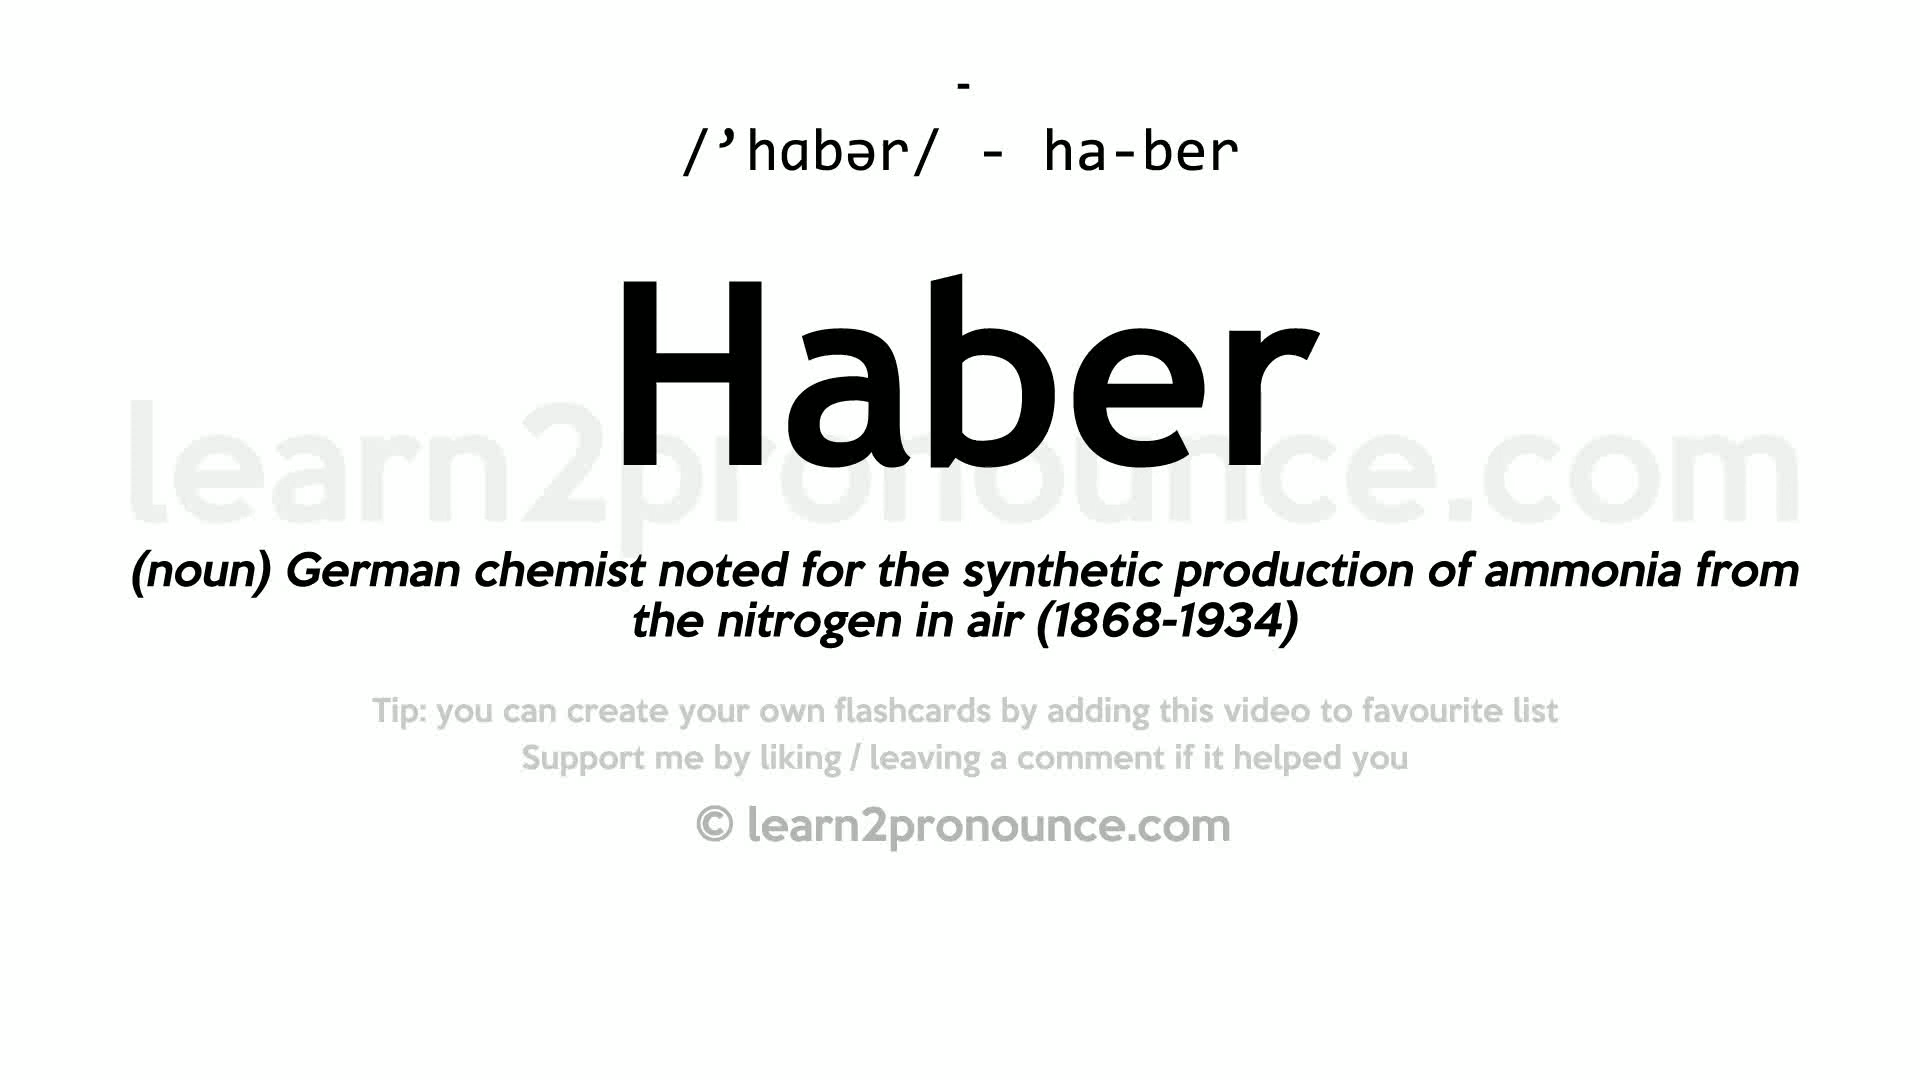 -
/’hɑbər/ - ha-ber
Haber
learn2pronounce.com
(noun) German chemist noted for the synthetic production of ammonia from
the nitrogen in air (1868-1934)
Tip: you can create your own flashcards by adding this video to favourite list
Support me by liking / leaving a comment if it helped you
© learn2pronounce.com